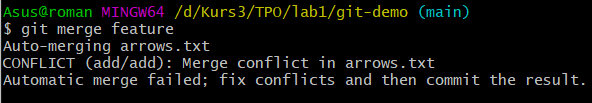 Asus@roman MINGW64 /d/Kurs3/TPO/lab1/git-demo (main)
$ git merge feature
Auto-merging arrows.txt
CONFLICT (add/add): Merge conflict in arrows.txt
Automatic merge failed; fix conflicts and then commit the result.